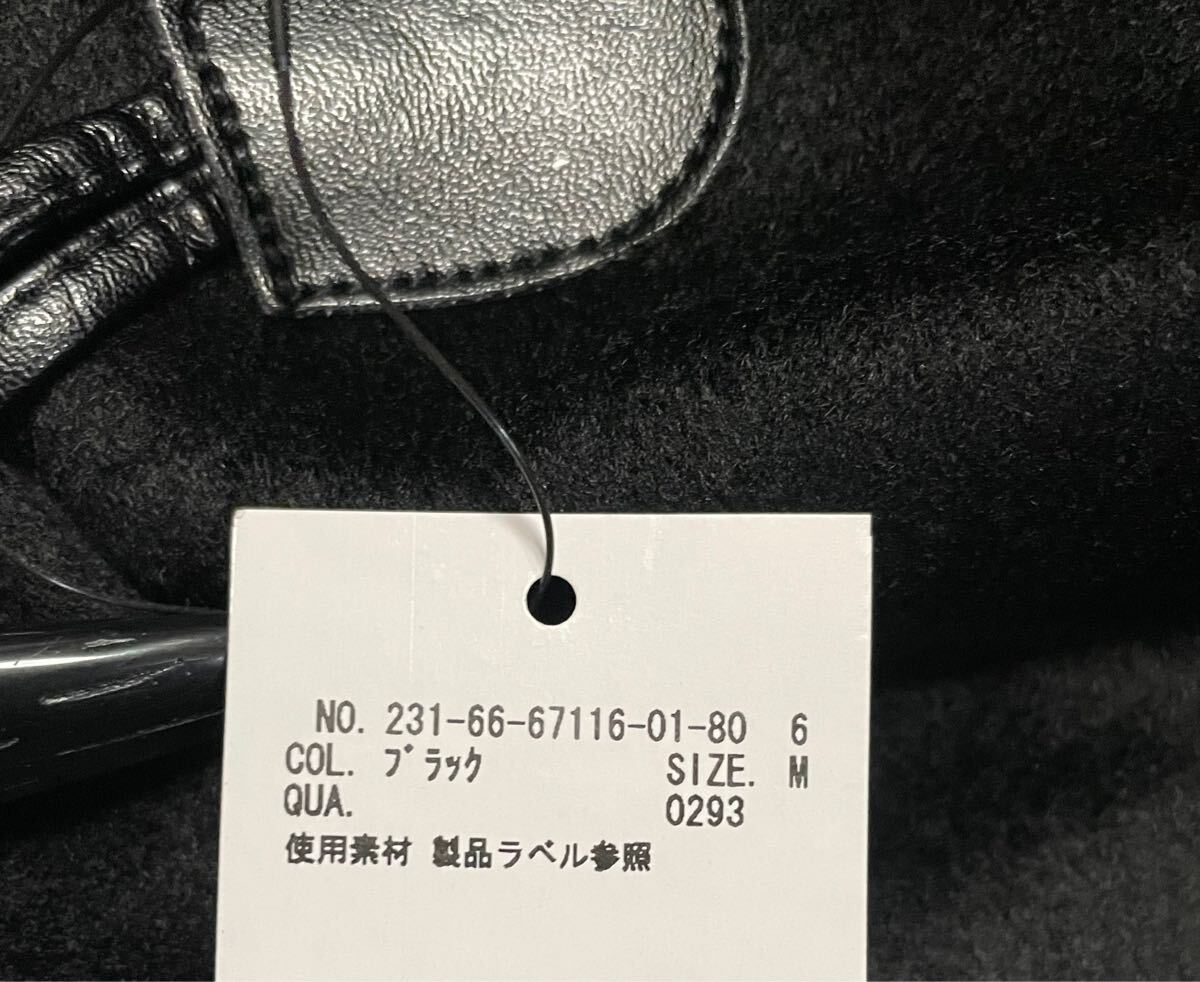 NO. 231-66-67116-01-80 6
COL. ブラック SIZE. M
QUA. 0293
使用素材 製品ラベル参照